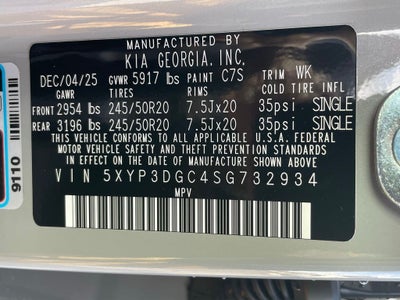 MANUFACTURED BY
KIA GEORGIA, INC.
DEC/04/25 GVWR 5917 lbs PAINT C7S TRIM WK
GAWR TIRES RIMS COLD TIRE INFL
FRONT 2954 lbs 245/50R20 7.5Jx20 35psi SINGLE
REAR 3196 lbs 245/50R20 7.5Jx20 35psi SINGLE
THIS VEHICLE CONFORMS TO ALL APPLICABLE U.S.A. FEDERAL
MOTOR VEHICLE SAFETY, BUMPER, AND THEFT PREVENTION STANDARDS
IN EFFECT ON THE DATE OF MANUFACTURE SHOWN ABOVE.
VIN 5XYP3DGC4SG732934
MPV
9110